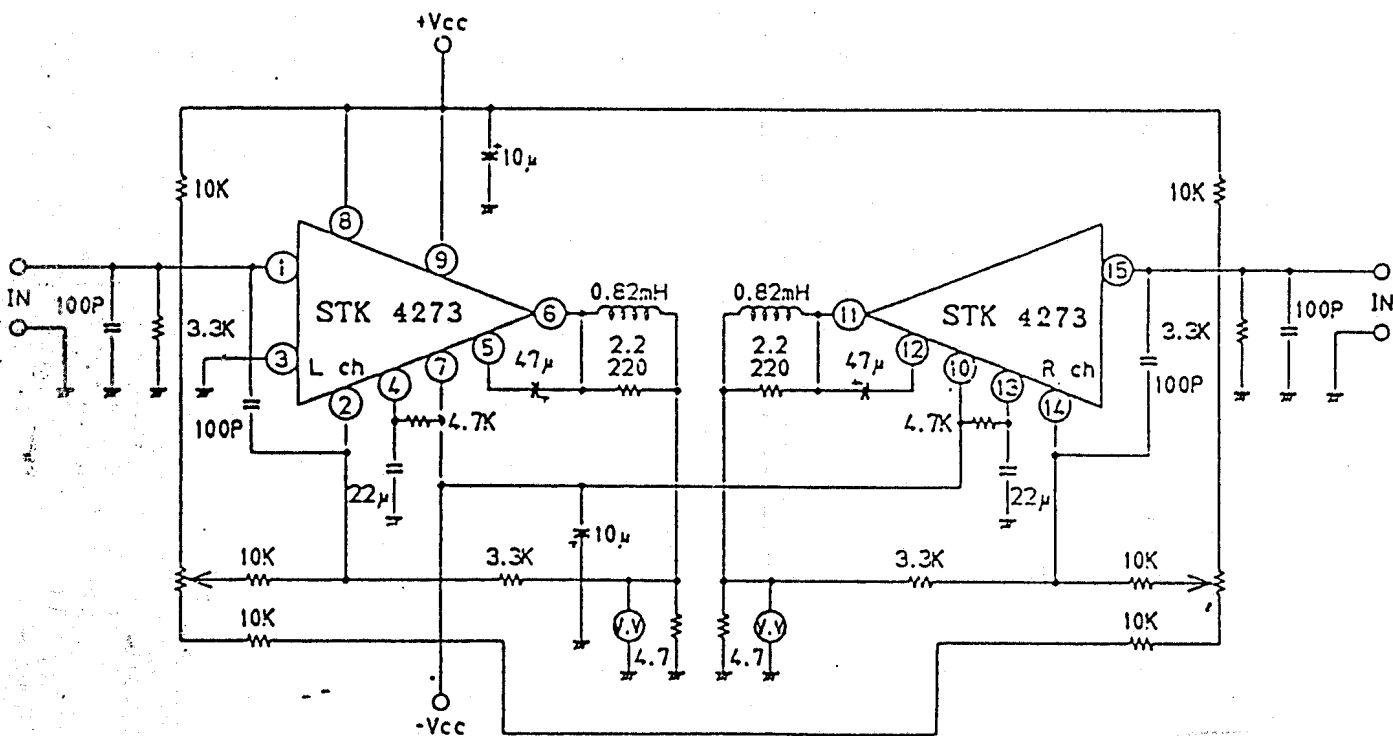 +Vcc
10μ
10K
10K
8
9
1
15
IN
100P
3.3K
STK 4273
6
0.82mH
0.82mH
11
STK 4273
3.3K
100P
IN
3
L ch
5
47μ
2.2
220
2.2
220
47μ
12
R ch
100P
2
4
7
4.7K
4.7K
10
13
14
100P
22μ
22μ
10μ
10K
3.3K
3.3K
10K
10K
V.V
4.7
4.7
V.V
10K
-Vcc